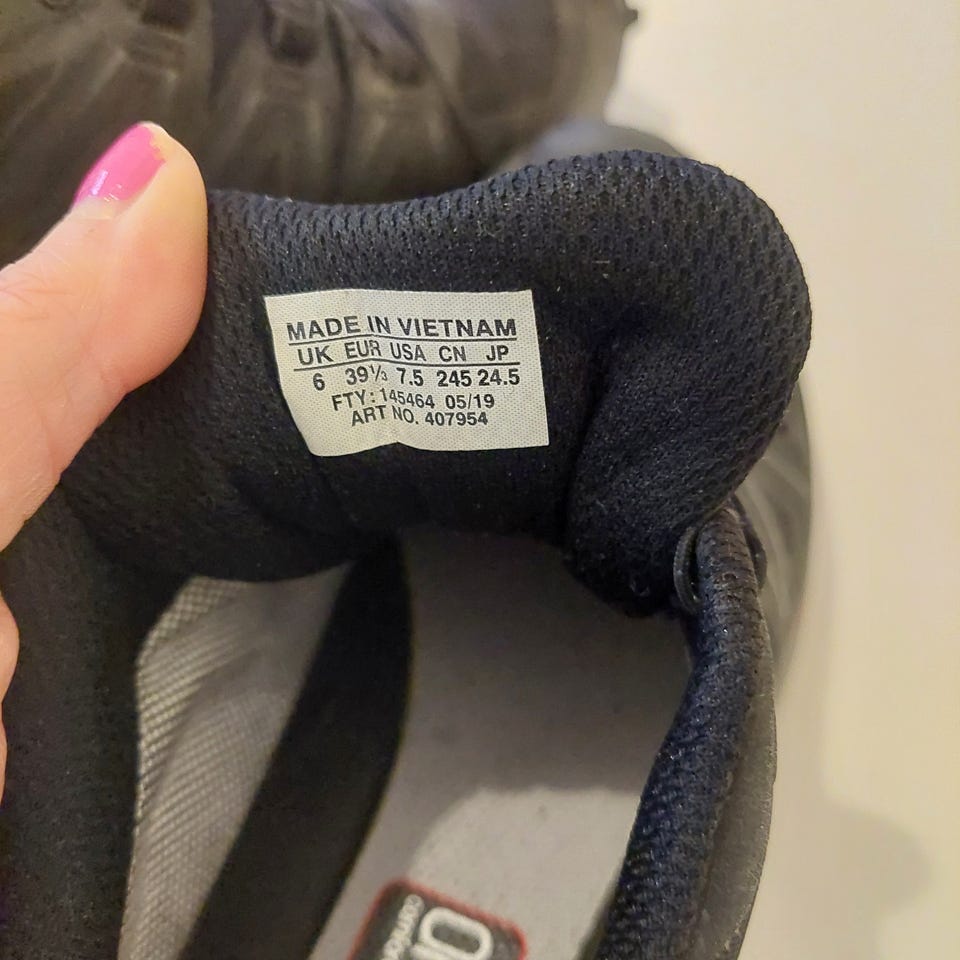 MADE IN VIETNAM
UK EUR USA CN JP
6 39⅓ 7.5 245 24.5
FTY: 145464 05/19
ART NO. 407954